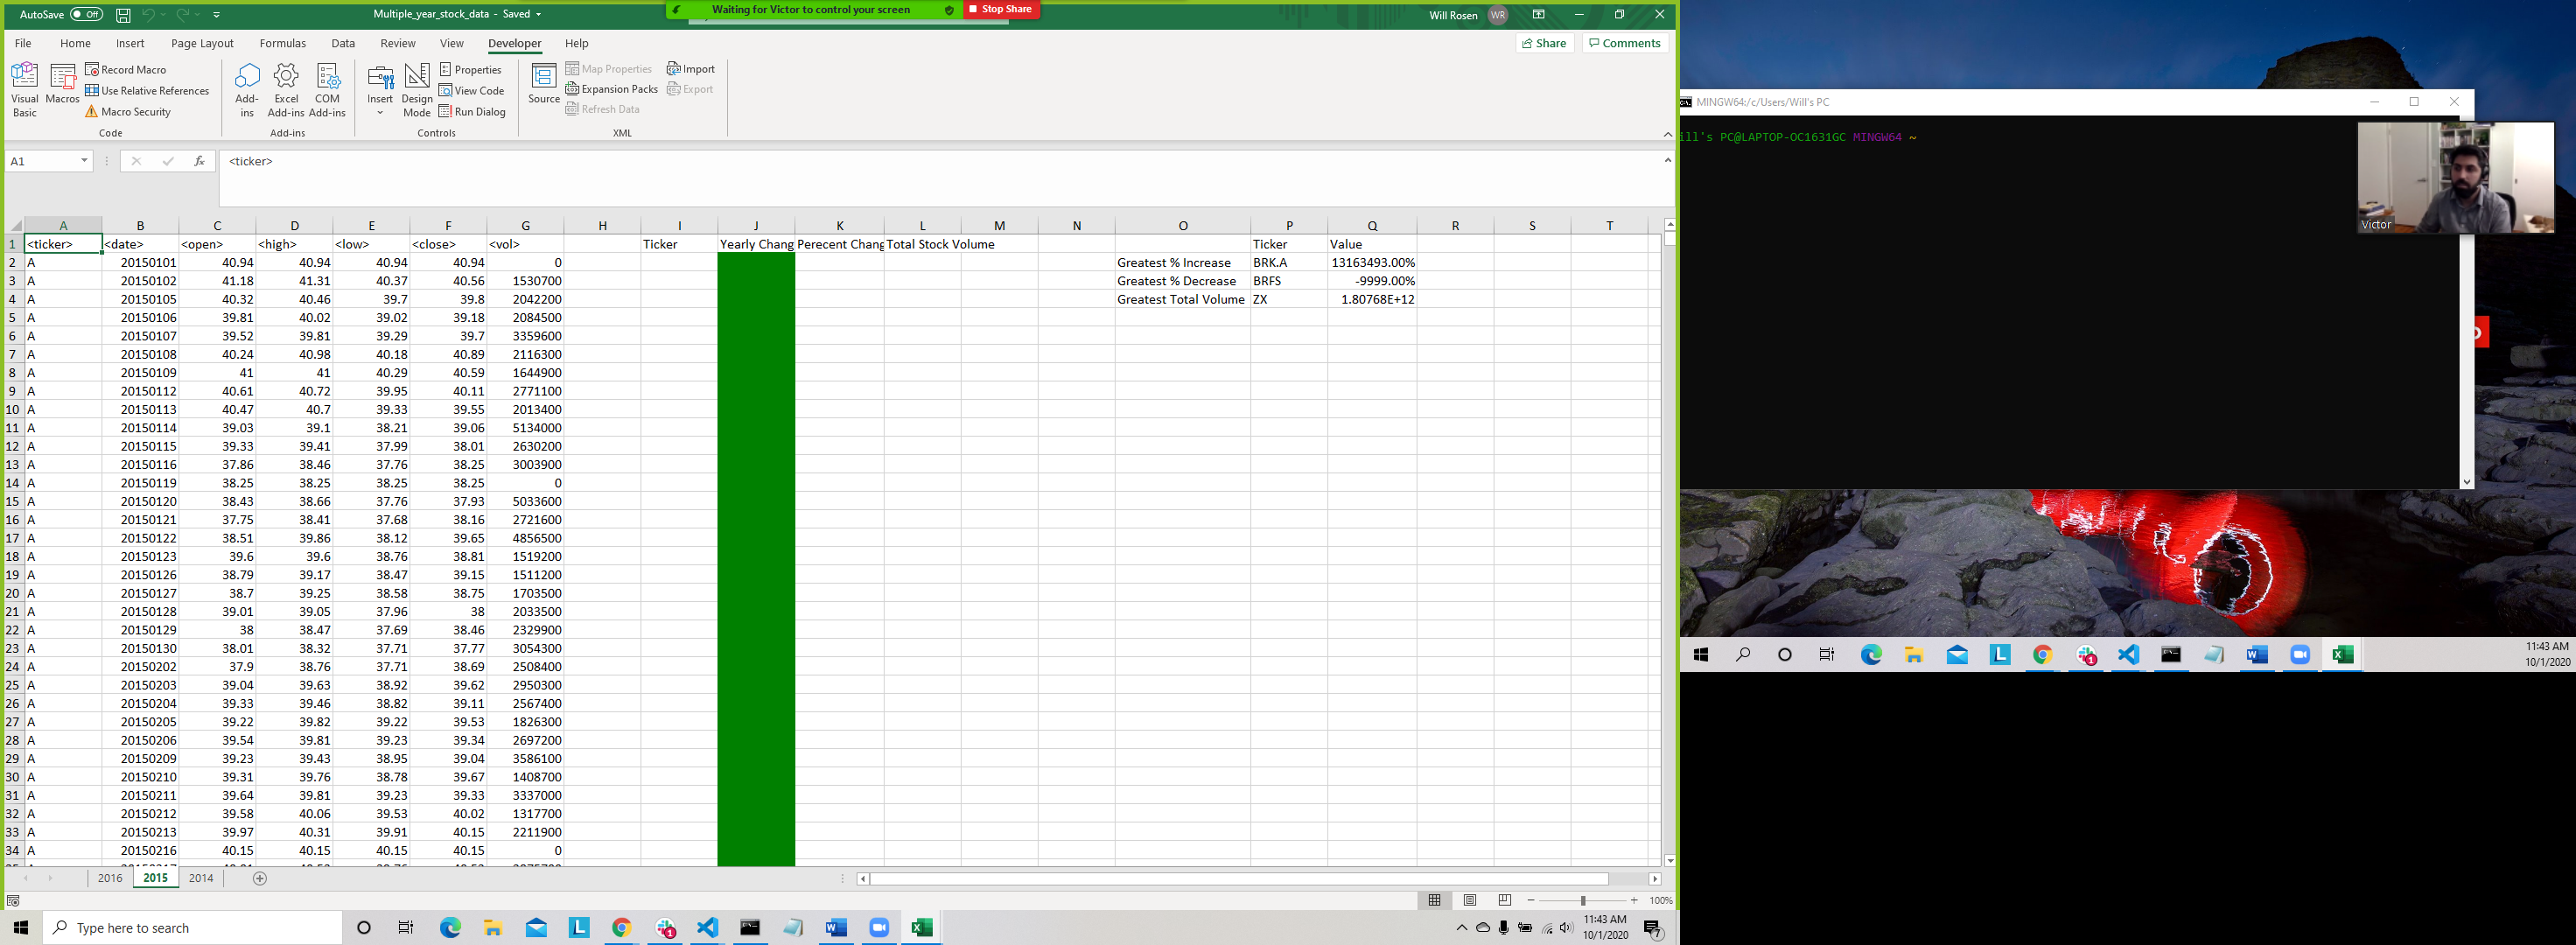 AutoSave Off
Multiple_year_stock_data - Saved
Waiting for Victor to control your screen
Stop Share
Will Rosen WR
File Home Insert Page Layout Formulas Data Review View Developer Help
Share Comments
Visual Basic
Macros
Record Macro
Use Relative References
Macro Security
Code
Add-ins
Excel Add-ins
COM Add-ins
Add-ins
Insert
Design Mode
Properties
View Code
Run Dialog
Controls
Source
Map Properties
Expansion Packs
Refresh Data
Import
Export
XML
A1 fx <ticker>
A B C D E F G H I J K L M N O P Q R S T
1 <ticker> <date> <open> <high> <low> <close> <vol> Ticker Yearly Chang Perecent Chang Total Stock Volume Ticker Value
2 A 20150101 40.94 40.94 40.94 40.94 0 Greatest % Increase BRK.A 13163493.00%
3 A 20150102 41.18 41.31 40.37 40.56 1530700 Greatest % Decrease BRFS -9999.00%
4 A 20150105 40.32 40.46 39.7 39.8 2042200 Greatest Total Volume ZX 1.80768E+12
5 A 20150106 39.81 40.02 39.02 39.18 2084500
6 A 20150107 39.52 39.81 39.29 39.7 3359600
7 A 20150108 40.24 40.98 40.18 40.89 2116300
8 A 20150109 41 41 40.29 40.59 1644900
9 A 20150112 40.61 40.72 39.95 40.11 2771100
10 A 20150113 40.47 40.7 39.33 39.55 2013400
11 A 20150114 39.03 39.1 38.21 39.06 5134000
12 A 20150115 39.33 39.41 37.99 38.01 2630200
13 A 20150116 37.86 38.46 37.76 38.25 3003900
14 A 20150119 38.25 38.25 38.25 38.25 0
15 A 20150120 38.43 38.66 37.76 37.93 5033600
16 A 20150121 37.75 38.41 37.68 38.16 2721600
17 A 20150122 38.51 39.86 38.12 39.65 4856500
18 A 20150123 39.6 39.6 38.76 38.81 1519200
19 A 20150126 38.79 39.17 38.47 39.15 1511200
20 A 20150127 38.7 39.25 38.58 38.75 1703500
21 A 20150128 39.01 39.05 37.96 38 2033500
22 A 20150129 38 38.47 37.69 38.46 2329900
23 A 20150130 38.01 38.32 37.71 37.77 3054300
24 A 20150202 37.9 38.76 37.71 38.69 2508400
25 A 20150203 39.04 39.63 38.92 39.62 2950300
26 A 20150204 39.33 39.46 38.82 39.11 2567400
27 A 20150205 39.22 39.82 39.22 39.53 1826300
28 A 20150206 39.54 39.81 39.23 39.34 2697200
29 A 20150209 39.23 39.43 38.95 39.04 3586100
30 A 20150210 39.31 39.76 38.78 39.67 1408700
31 A 20150211 39.64 39.81 39.23 39.33 3337000
32 A 20150212 39.58 40.06 39.53 40.02 1317700
33 A 20150213 39.97 40.31 39.91 40.15 2211900
34 A 20150216 40.15 40.15 40.15 40.15 0
2016 2015 2014
100%
Type here to search
11:43 AM
10/1/2020
7
MINGW64:/c/Users/Will's PC
ill's PC@LAPTOP-OC1631GC MINGW64 ~
Victor
11:43 AM
10/1/2020